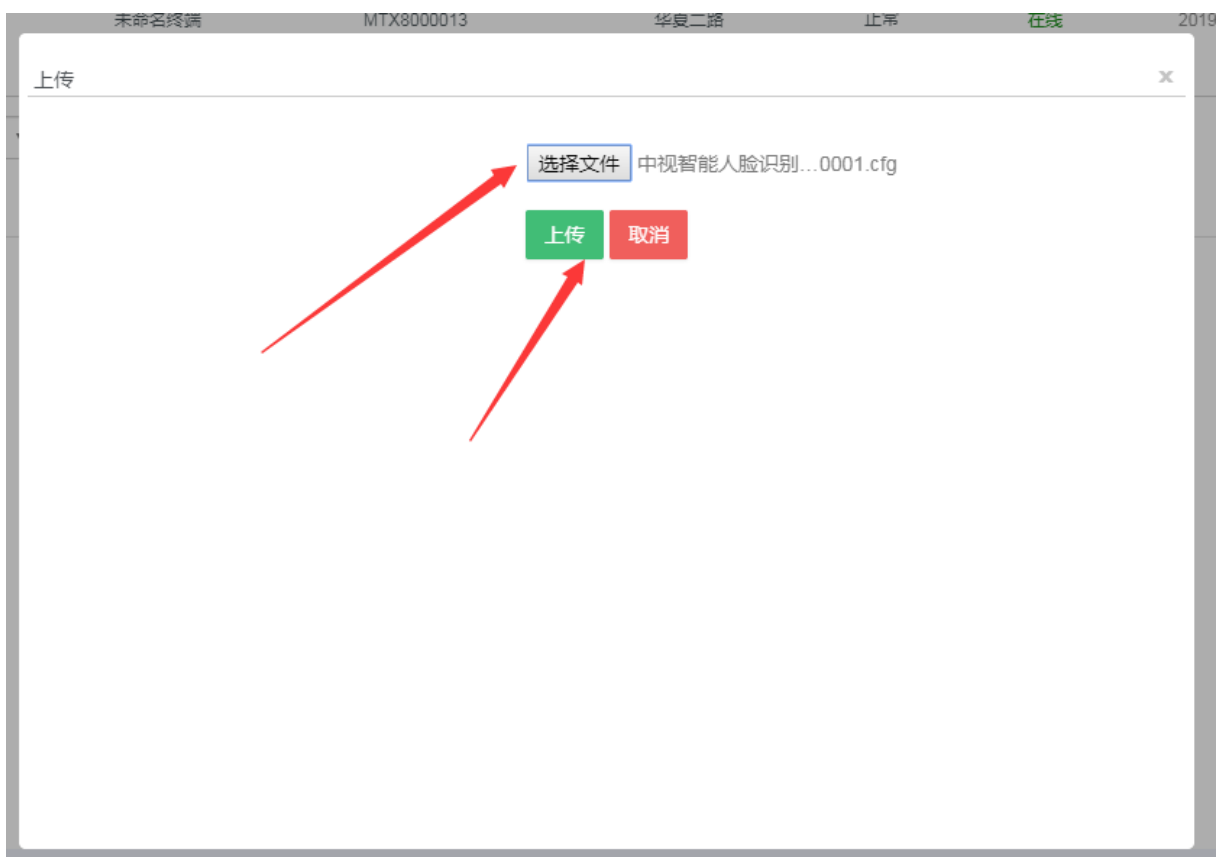 未命名终端 MTX8000013 华夏二路 正常 在线 2019
上传 x
选择文件 中视智能人脸识别...0001.cfg
上传 取消